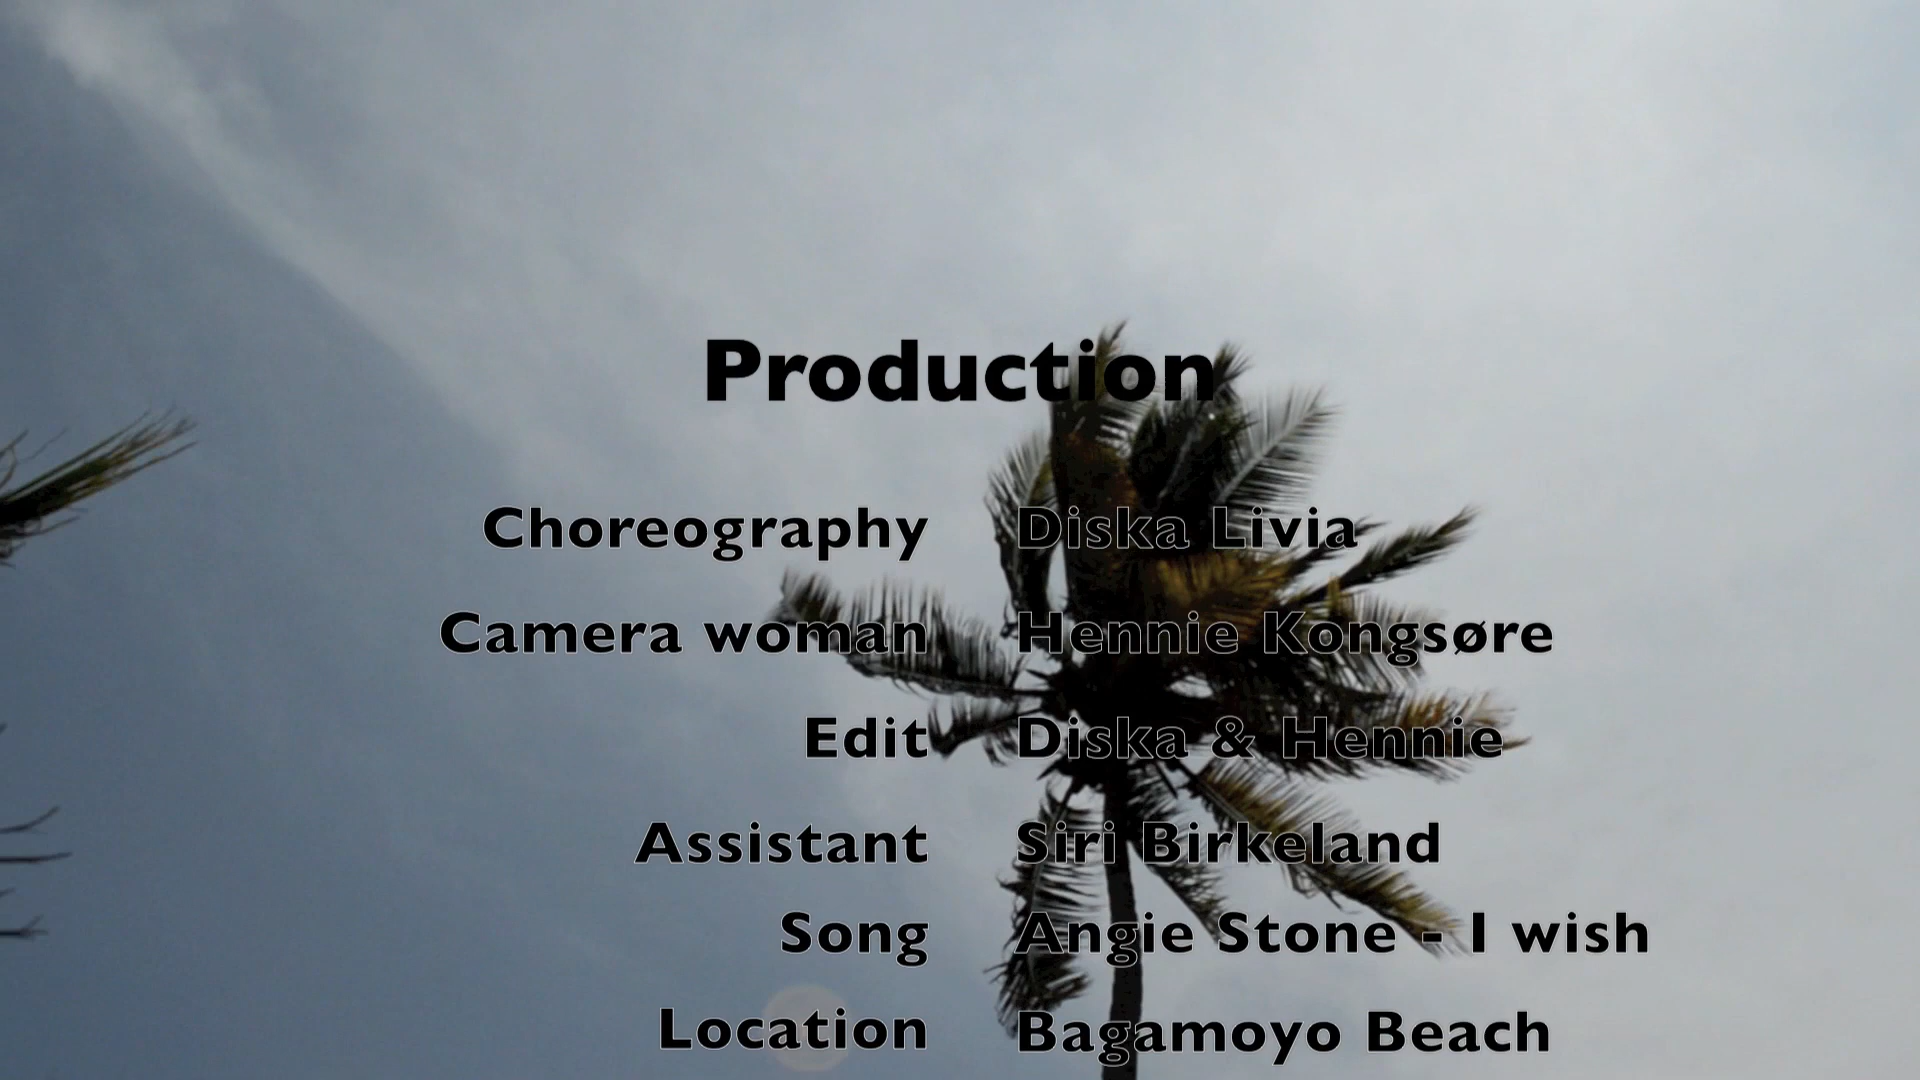 Production
Choreography Diska Livia
Camera woman Hennie Kongsøre
Edit Diska & Hennie
Assistant Siri Birkeland
Song Angie Stone - I wish
Location Bagamoyo Beach